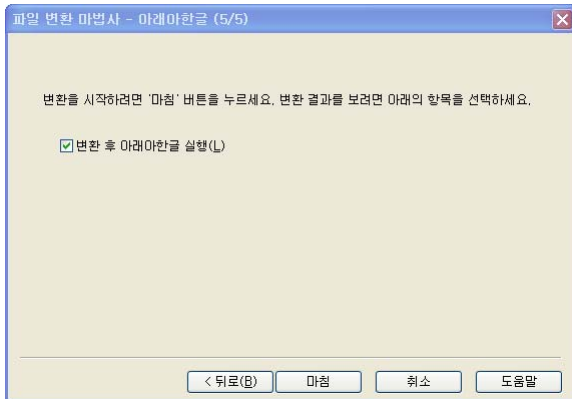 파일 변환 마법사 - 아래아한글 (5/5)
변환을 시작하려면 '마침' 버튼을 누르세요. 변환 결과를 보려면 아래의 항목을 선택하세요.
변환 후 아래아한글 실행(L)
< 뒤로(B) 마침 취소 도움말